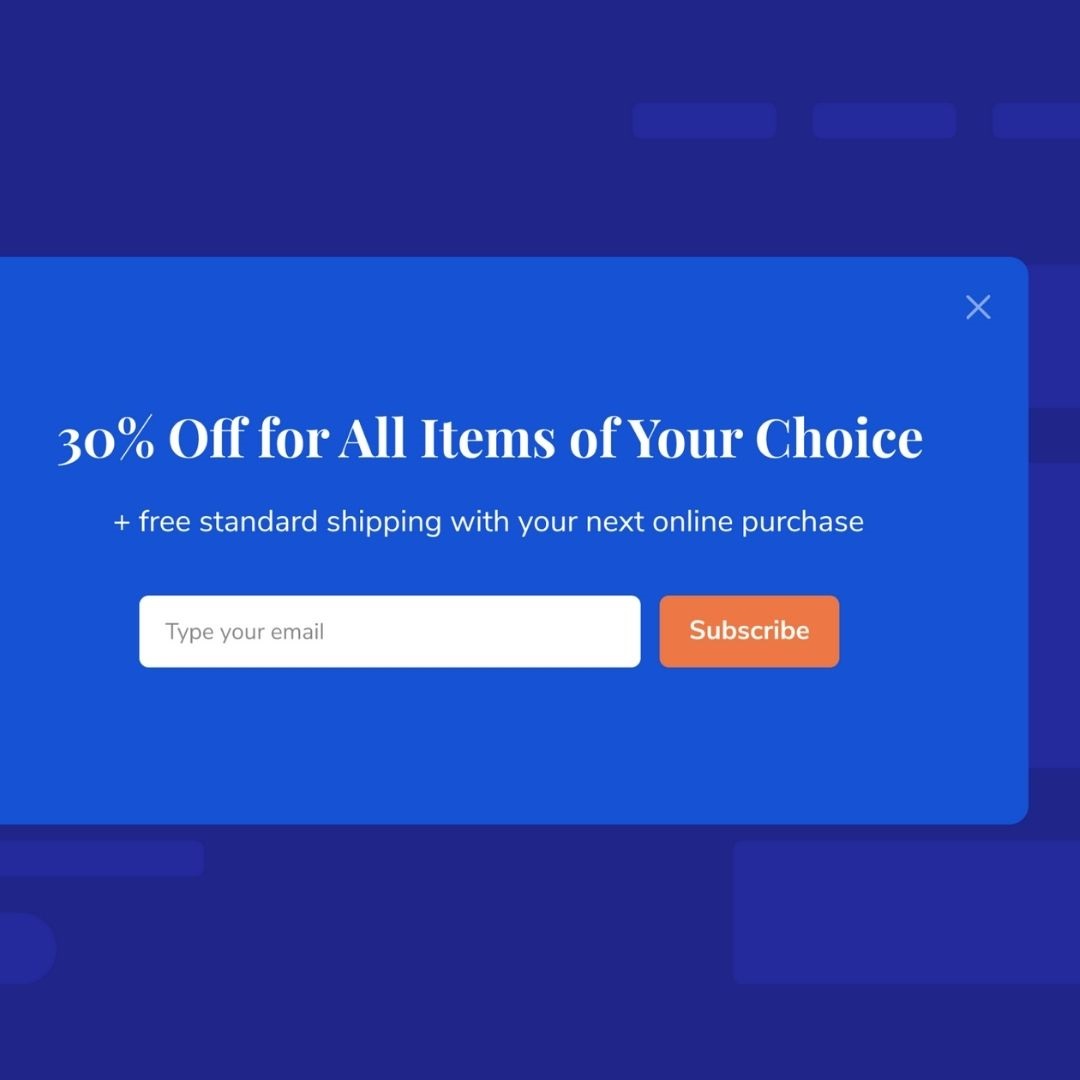 30% Off for All Items of Your Choice
+ free standard shipping with your next online purchase
Type your email
Subscribe